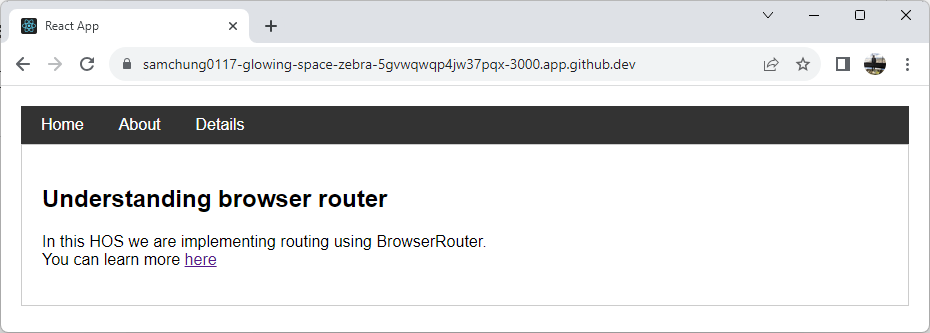 React App
samchung0117-glowing-space-zebra-5gvwqwqp4jw37pqx-3000.app.github.dev
Home About Details
Understanding browser router
In this HOS we are implementing routing using BrowserRouter.
You can learn more here